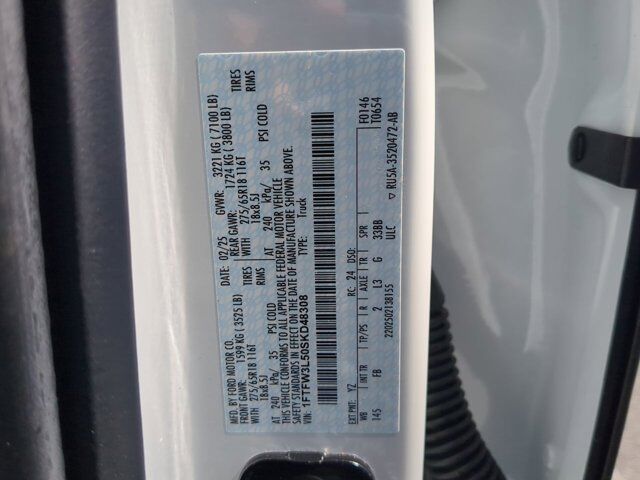 MFD. BY FORD MOTOR CO.
DATE: 02/25 GVWR: 3221 KG ( 7100 LB)
FRONT GAWR: 1599 KG ( 3525 LB) REAR GAWR: 1724 KG ( 3800 LB)
WITH 275/65R18 116T TIRES WITH 275/65R18 116T TIRES
18x8.5J RIMS 18x8.5J RIMS
AT 240 kPa/ 35 PSI COLD AT 240 kPa/ 35 PSI COLD
THIS VEHICLE CONFORMS TO ALL APPLICABLE FEDERAL MOTOR VEHICLE
SAFETY STANDARDS IN EFFECT ON THE DATE OF MANUFACTURE SHOWN ABOVE.
VIN: 1FTFW3L50SKD48308 TYPE: Truck
F0146
T0654
EXT PNT: YZ RC: 24 DSO:
WB INT TR TP/PS R AXLE TR SPR
145 FB 2 L3 G 33BB
2202502138155 ULC
RU5A-3520472-AB